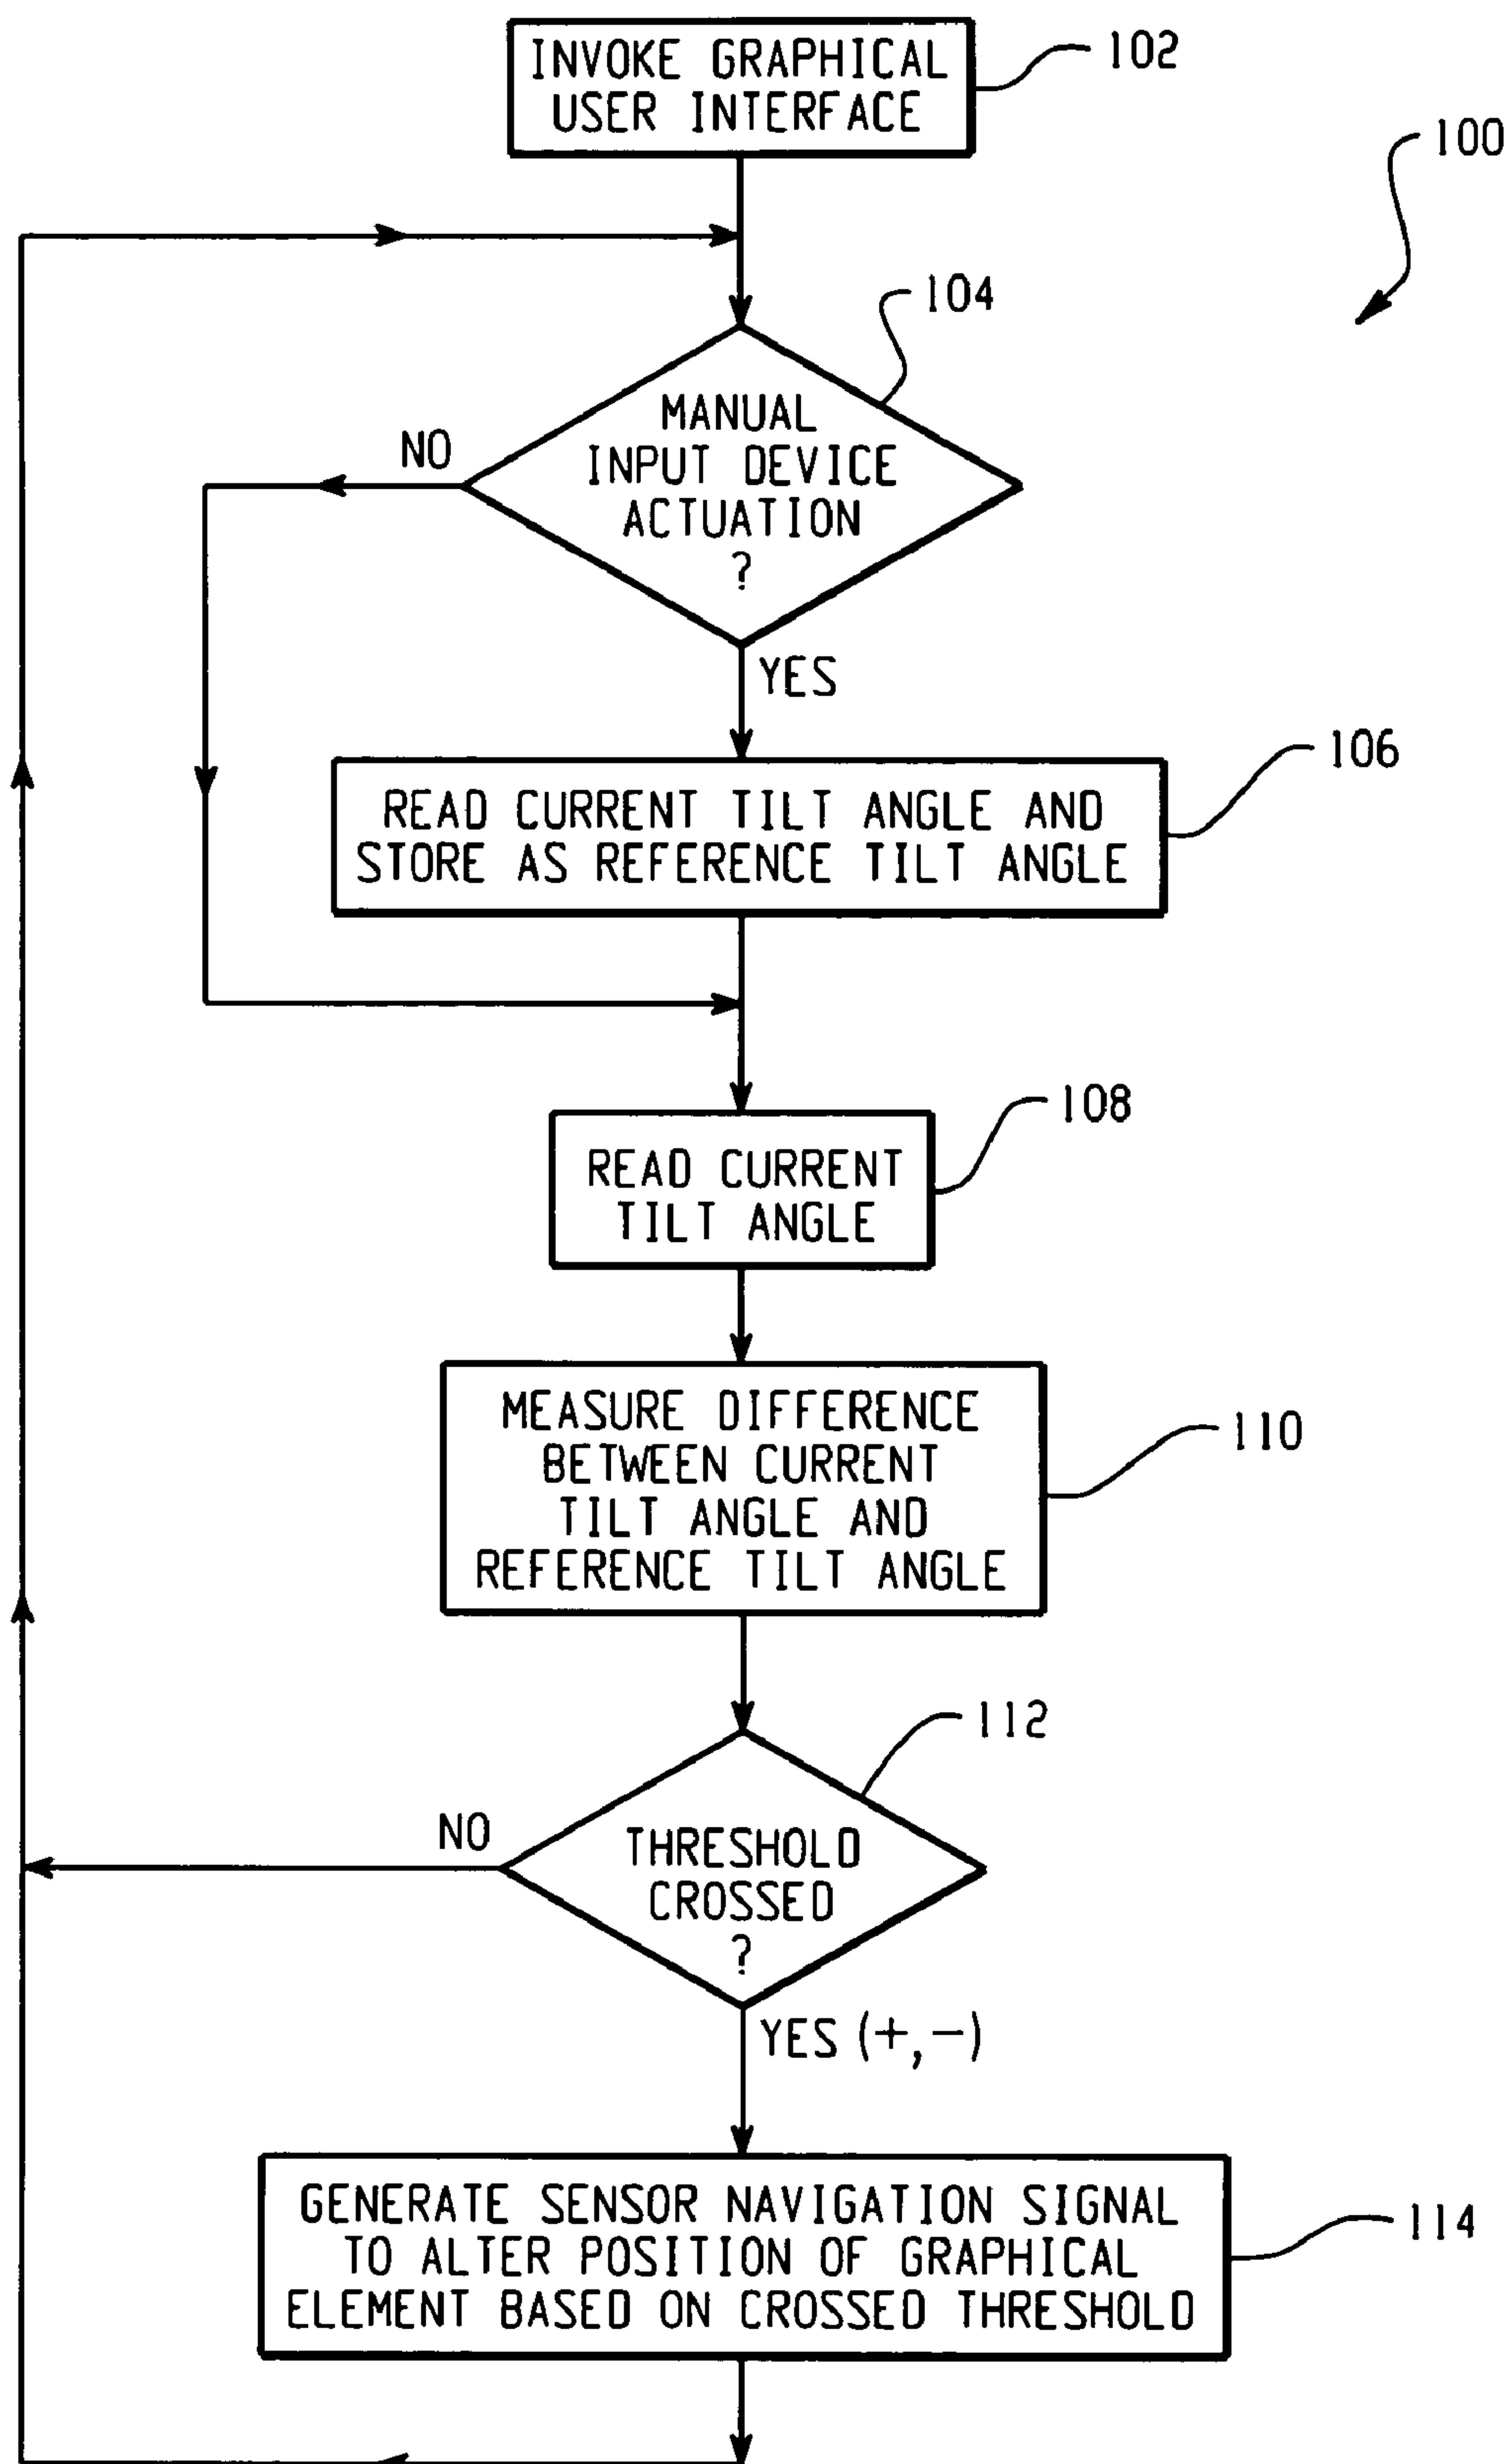 INVOKE GRAPHICAL
USER INTERFACE
102
100
104
MANUAL
INPUT DEVICE
ACTUATION
?
NO
YES
106
READ CURRENT TILT ANGLE AND
STORE AS REFERENCE TILT ANGLE
108
READ CURRENT
TILT ANGLE
MEASURE DIFFERENCE
BETWEEN CURRENT
TILT ANGLE AND
REFERENCE TILT ANGLE
110
112
NO
THRESHOLD
CROSSED
?
YES (+,−)
GENERATE SENSOR NAVIGATION SIGNAL
TO ALTER POSITION OF GRAPHICAL
ELEMENT BASED ON CROSSED THRESHOLD
114